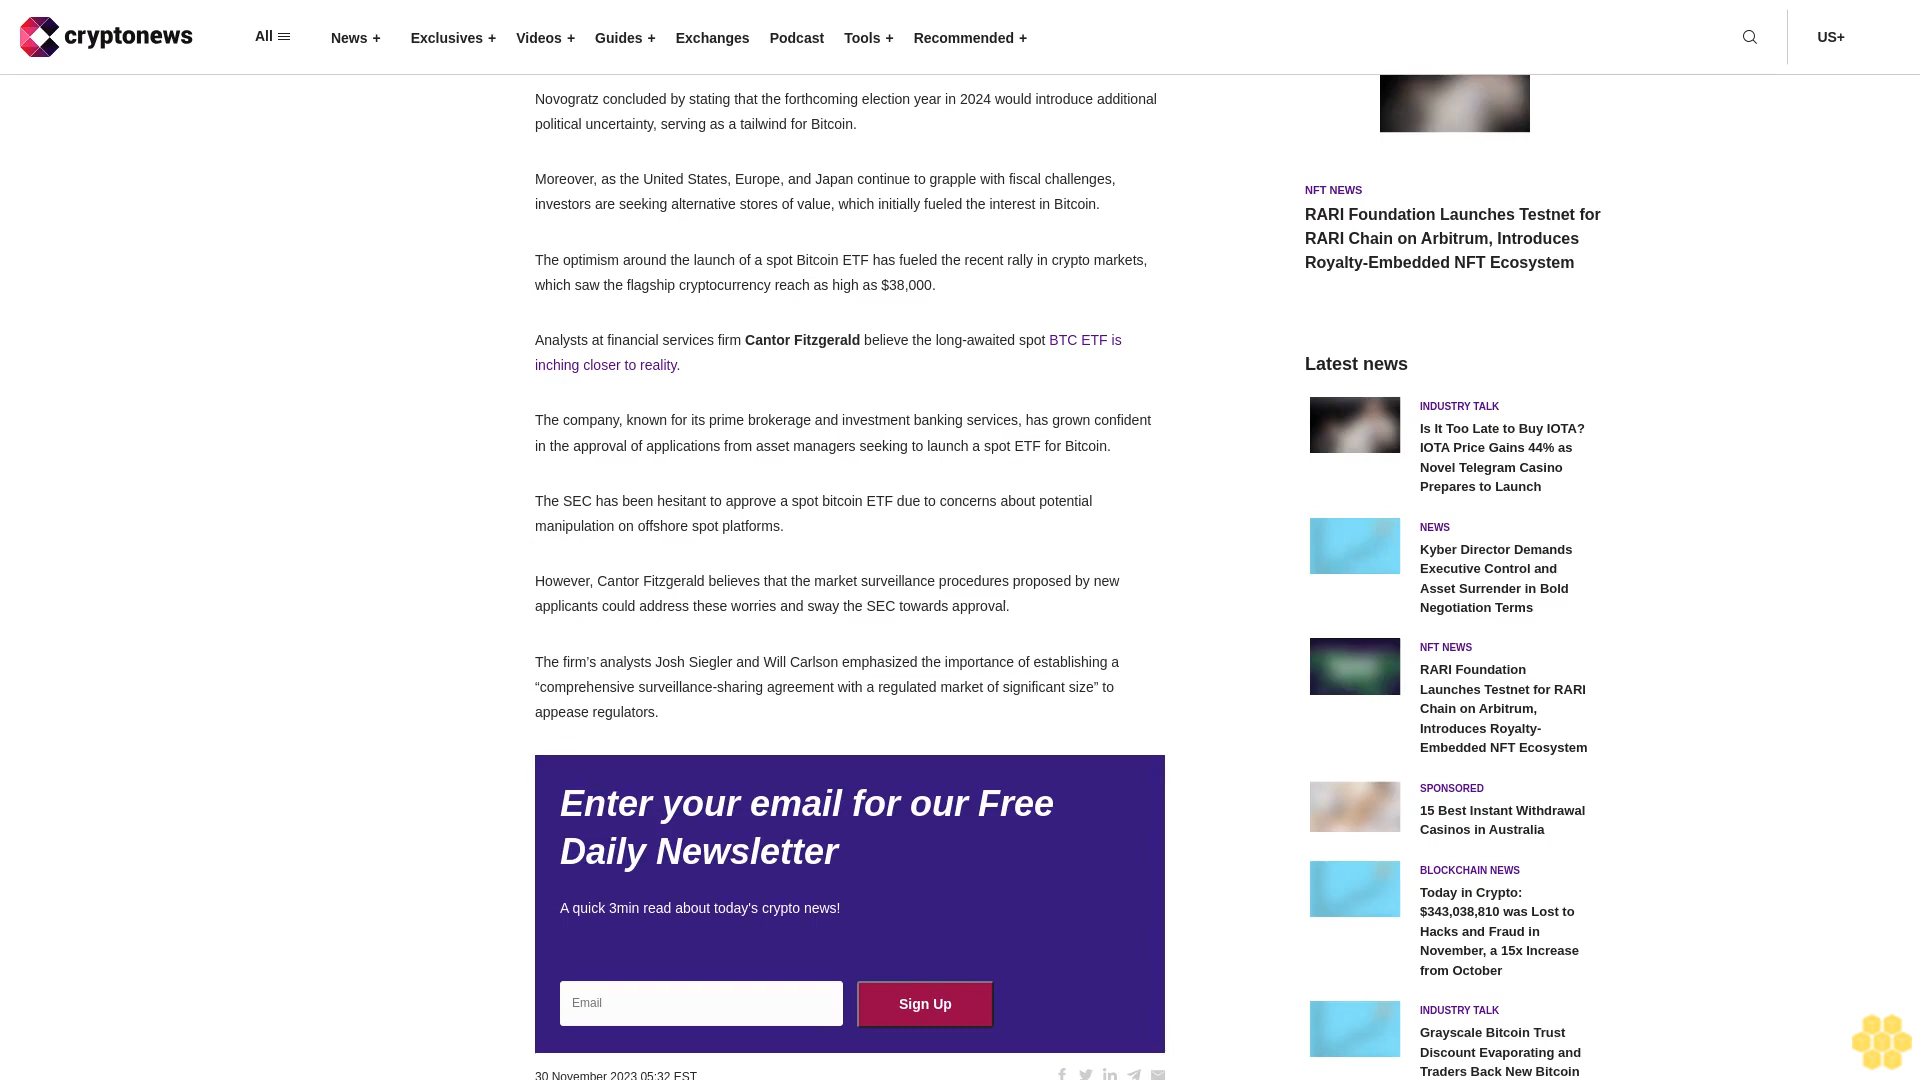 cryptonews
All
News +
Exclusives +
Videos +
Guides +
Exchanges
Podcast
Tools +
Recommended +
US+
Novogratz concluded by stating that the forthcoming election year in 2024 would introduce additional
political uncertainty, serving as a tailwind for Bitcoin.
Moreover, as the United States, Europe, and Japan continue to grapple with fiscal challenges,
investors are seeking alternative stores of value, which initially fueled the interest in Bitcoin.
The optimism around the launch of a spot Bitcoin ETF has fueled the recent rally in crypto markets,
which saw the flagship cryptocurrency reach as high as $38,000.
Analysts at financial services firm Cantor Fitzgerald believe the long-awaited spot BTC ETF is
inching closer to reality.
The company, known for its prime brokerage and investment banking services, has grown confident
in the approval of applications from asset managers seeking to launch a spot ETF for Bitcoin.
The SEC has been hesitant to approve a spot bitcoin ETF due to concerns about potential
manipulation on offshore spot platforms.
However, Cantor Fitzgerald believes that the market surveillance procedures proposed by new
applicants could address these worries and sway the SEC towards approval.
The firm’s analysts Josh Siegler and Will Carlson emphasized the importance of establishing a
“comprehensive surveillance-sharing agreement with a regulated market of significant size” to
appease regulators.
Enter your email for our Free
Daily Newsletter
A quick 3min read about today's crypto news!
Email
Sign Up
30 November 2023 05:32 EST
NFT NEWS
RARI Foundation Launches Testnet for
RARI Chain on Arbitrum, Introduces
Royalty-Embedded NFT Ecosystem
Latest news
INDUSTRY TALK
Is It Too Late to Buy IOTA?
IOTA Price Gains 44% as
Novel Telegram Casino
Prepares to Launch
NEWS
Kyber Director Demands
Executive Control and
Asset Surrender in Bold
Negotiation Terms
NFT NEWS
RARI Foundation
Launches Testnet for RARI
Chain on Arbitrum,
Introduces Royalty-
Embedded NFT Ecosystem
SPONSORED
15 Best Instant Withdrawal
Casinos in Australia
BLOCKCHAIN NEWS
Today in Crypto:
$343,038,810 was Lost to
Hacks and Fraud in
November, a 15x Increase
from October
INDUSTRY TALK
Grayscale Bitcoin Trust
Discount Evaporating and
Traders Back New Bitcoin